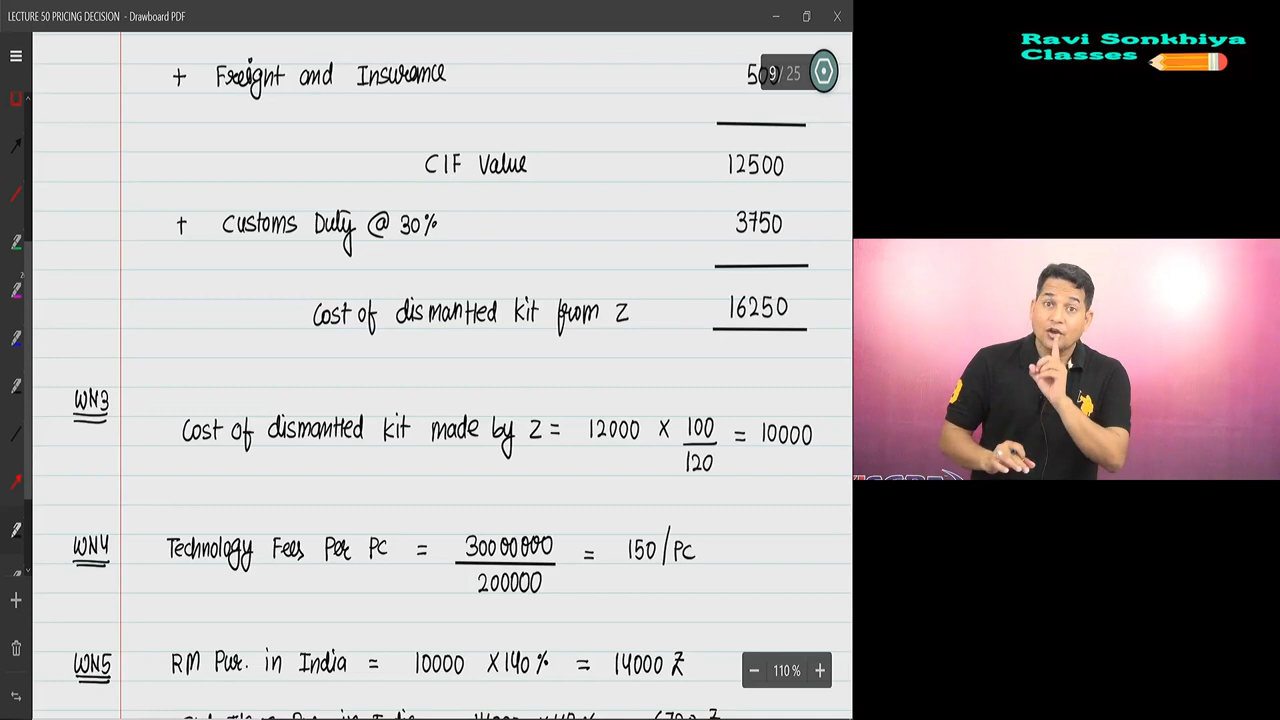 LECTURE 50 PRICING DECISION - Drawboard PDF
Ravi Sonkhiya
Classes
+ Freight and Insurance
9 / 25
CIF Value 12500
+ Customs Duty @ 30% 3750
Cost of dismantled kit from Z 16250
WN3
Cost of dismantled kit made by Z = 12000 × 100/120 = 10000
WN4 Technology Fees Per PC = 30000000/200000 = 150/PC
WN5 RM Pur. in India = 10000 × 140% = 14000 ₹
110 %